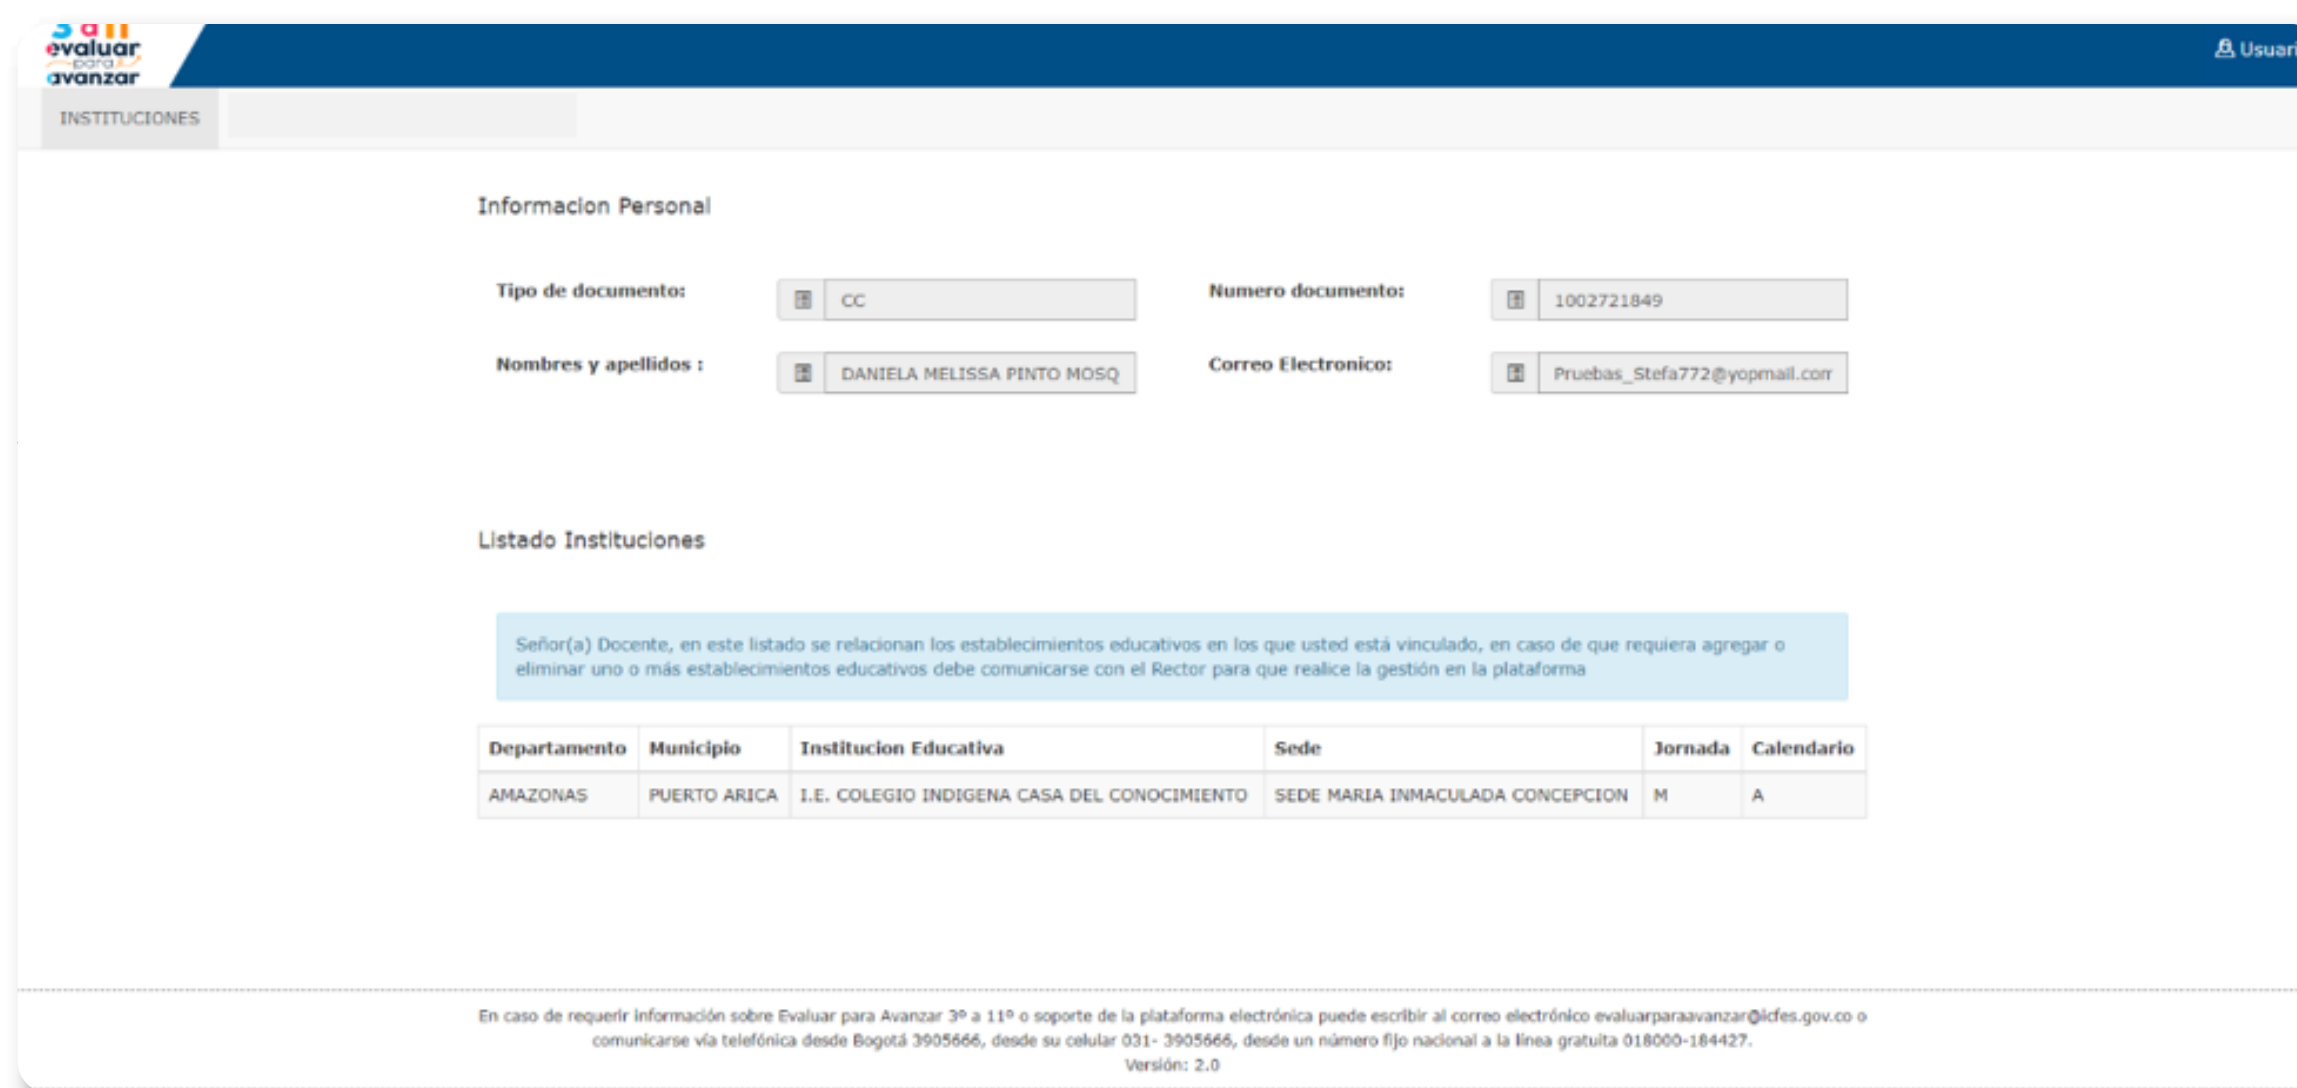 evaluar
para
avanzar
Usuari
INSTITUCIONES
Informacion Personal
Tipo de documento: CC Numero documento: 1002721849
Nombres y apellidos : DANIELA MELISSA PINTO MOSQ Correo Electronico: Pruebas_Stefa772@yopmail.com
Listado Instituciones
Señor(a) Docente, en este listado se relacionan los establecimientos educativos en los que usted está vinculado, en caso de que requiera agregar o
eliminar uno o más establecimientos educativos debe comunicarse con el Rector para que realice la gestión en la plataforma
Departamento Municipio Institucion Educativa Sede Jornada Calendario
AMAZONAS PUERTO ARICA I.E. COLEGIO INDIGENA CASA DEL CONOCIMIENTO SEDE MARIA INMACULADA CONCEPCION M A
En caso de requerir información sobre Evaluar para Avanzar 3º a 11º o soporte de la plataforma electrónica puede escribir al correo electrónico evaluarparaavanzar@icfes.gov.co o
comunicarse vía telefónica desde Bogotá 3905666, desde su celular 031- 3905666, desde un número fijo nacional a la línea gratuita 018000-184427.
Versión: 2.0